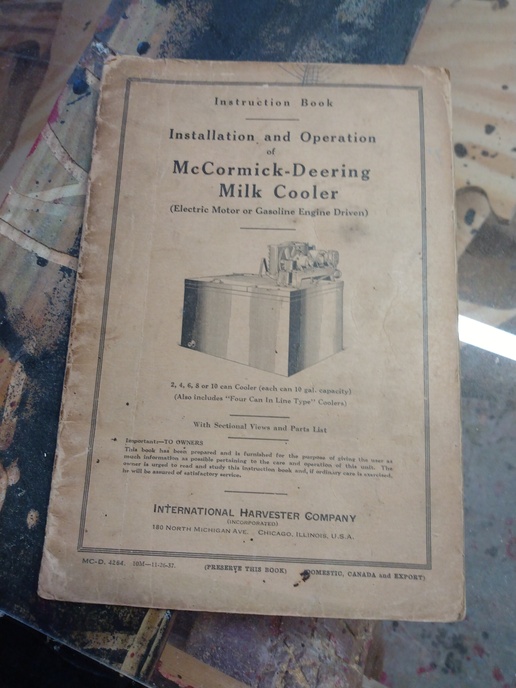 Instruction Book
Installation and Operation
of
McCormick-Deering
Milk Cooler
(Electric Motor or Gasoline Engine Driven)
2, 4, 6, 8 or 10 can Cooler (each can 10 gal. capacity)
(Also includes "Four Can In Line Type" Coolers)
With Sectional Views and Parts List
Important—TO OWNERS
This book has been prepared and is furnished for the purpose of giving the user as
much information as possible pertaining to the care and operation of this unit. The
owner is urged to read and study this instruction book and, if ordinary care is exercised,
he will be assured of satisfactory service.
INTERNATIONAL HARVESTER COMPANY
(INCORPORATED)
180 NORTH MICHIGAN AVE. CHICAGO, ILLINOIS, U.S.A.
MC-D. 4284. 11-26-37. (PRESERVE THIS BOOK) (DOMESTIC, CANADA and EXPORT)